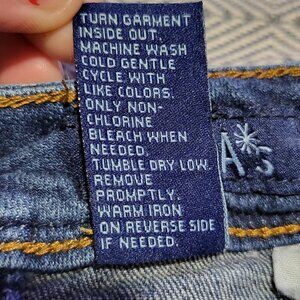 TURN GARMENT
INSIDE OUT.
MACHINE WASH
COLD GENTLE
CYCLE WITH
LIKE COLORS.
ONLY NON-
CHLORINE
BLEACH WHEN
NEEDED.
TUMBLE DRY LOW.
REMOVE
PROMPTLY.
WARM IRON
ON REVERSE SIDE
IF NEEDED.
A*s